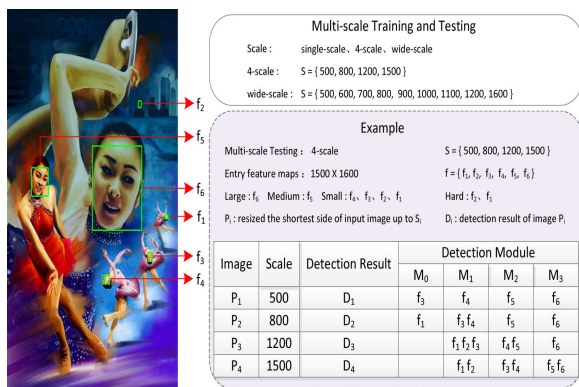 f₂
f₅
f₆
f₁
f₃
f₄
Multi-scale Training and Testing
Scale : single-scale、4-scale、wide-scale
4-scale : S = { 500, 800, 1200, 1500 }
wide-scale : S = { 500, 600, 700, 800, 900, 1000, 1100, 1200, 1600 }
Example
Multi-scale Testing ： 4-scale S = { 500, 800, 1200, 1500 }
Entry feature maps : 1500 X 1600 f = { f₁, f₂, f₃, f₄, f₅, f₆ }
Large : f₆ Medium : f₅ Small : f₄、f₃、f₂、f₁ Hard : f₂、f₁
Pᵢ : resized the shortest side of input image up to Sᵢ Dᵢ : detection result of image Pᵢ
Image Scale Detection Result Detection Module
M₀ M₁ M₂ M₃
P₁ 500 D₁ f₃ f₄ f₅ f₆
P₂ 800 D₂ f₁ f₃ f₄ f₅ f₆
P₃ 1200 D₃ f₁ f₂ f₃ f₄ f₅ f₆
P₄ 1500 D₄ f₁ f₂ f₃ f₄ f₅ f₆